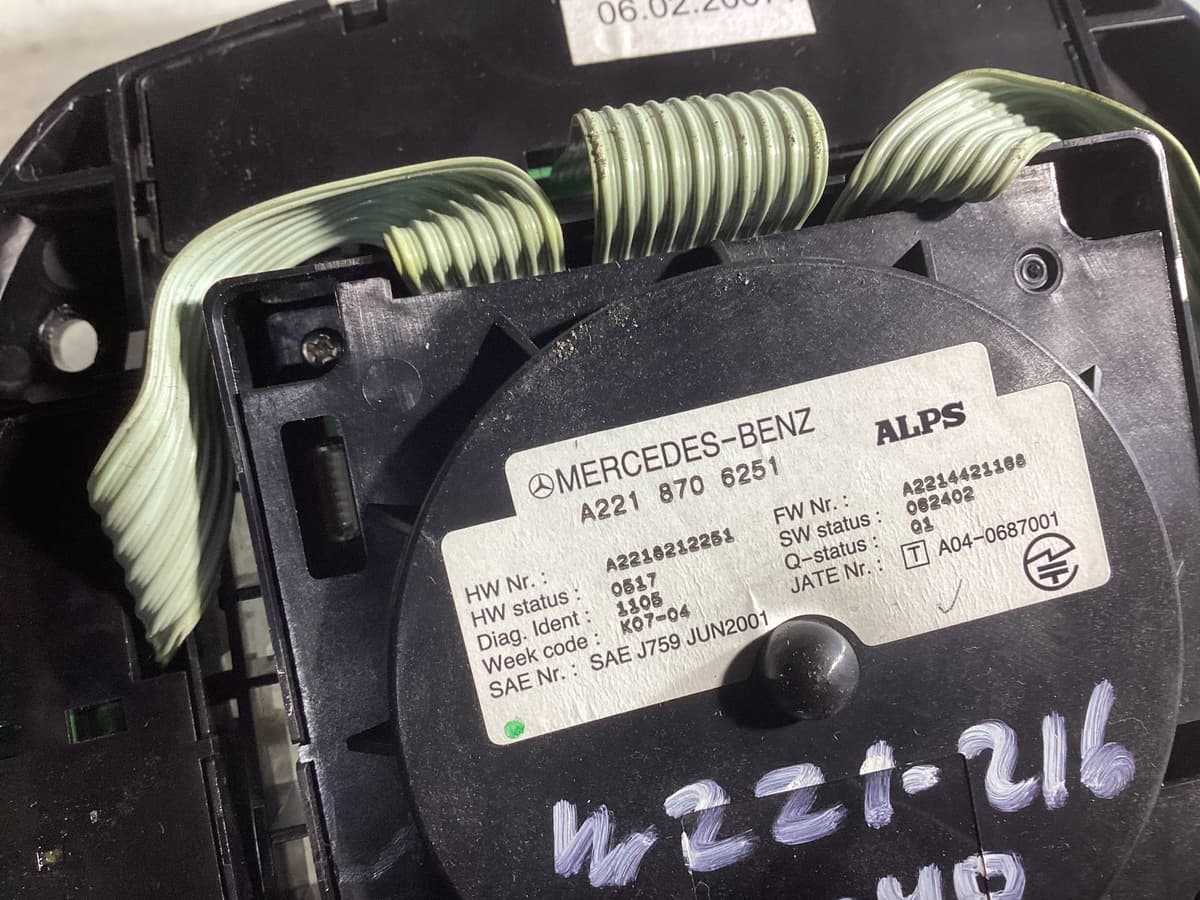 06.02.2007
MERCEDES-BENZ
A221 870 6251
ALPS
HW Nr. : A2218212251
HW status : 0517
Diag. Ident : 1105
Week code : K07-04
SAE Nr. : SAE J759 JUN2001
FW Nr. : A2214421168
SW status : 062402
Q-status : Q1
JATE Nr. : T A04-0687001
W221-216